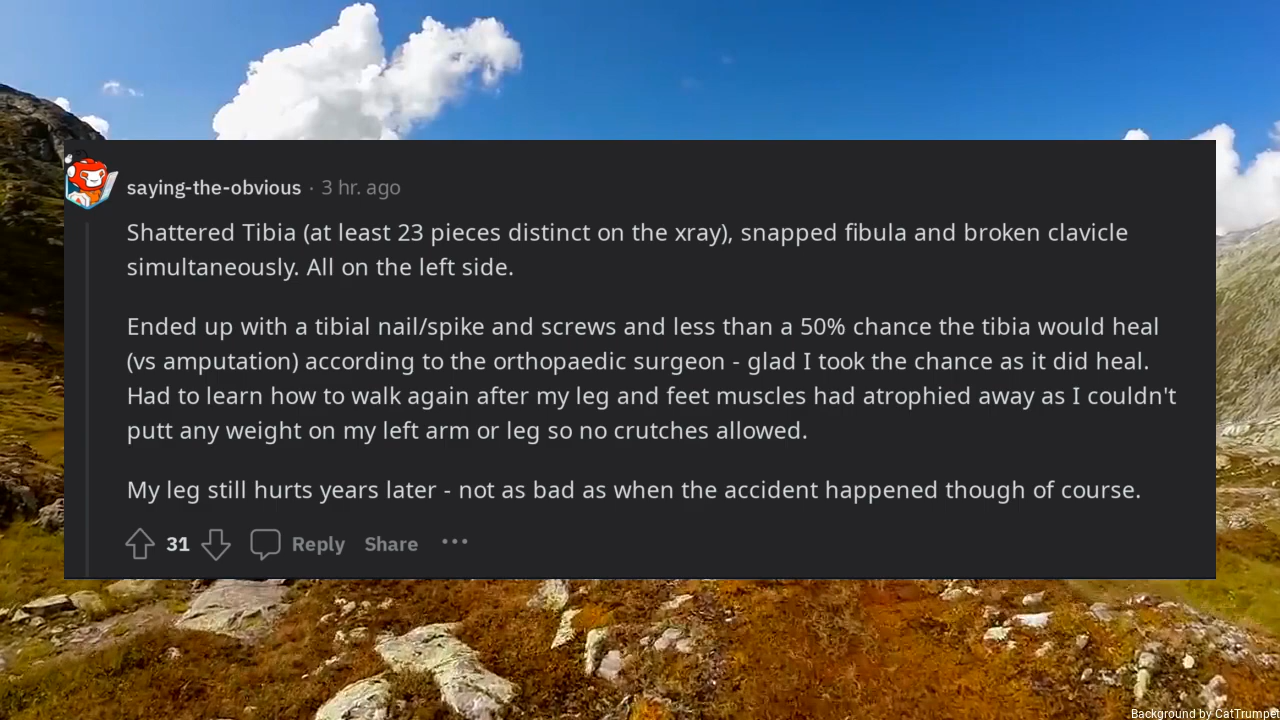 saying-the-obvious · 3 hr. ago
Shattered Tibia (at least 23 pieces distinct on the xray), snapped fibula and broken clavicle
simultaneously. All on the left side.
Ended up with a tibial nail/spike and screws and less than a 50% chance the tibia would heal
(vs amputation) according to the orthopaedic surgeon - glad I took the chance as it did heal.
Had to learn how to walk again after my leg and feet muscles had atrophied away as I couldn't
putt any weight on my left arm or leg so no crutches allowed.
My leg still hurts years later - not as bad as when the accident happened though of course.
31 Reply Share •••
Background by CatTrumpet